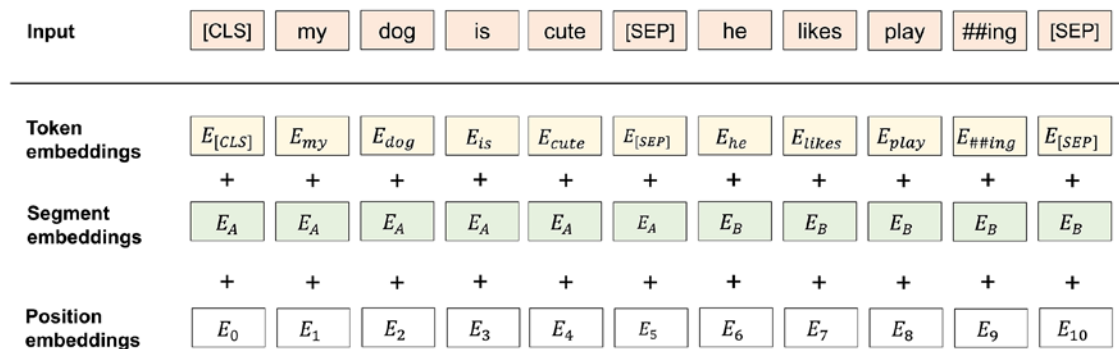 Input [CLS] my dog is cute [SEP] he likes play ##ing [SEP]
Token embeddings E[CLS] Emy Edog Eis Ecute E[SEP] Ehe Elikes Eplay E##ing E[SEP]
+ + + + + + + + + + +
Segment embeddings EA EA EA EA EA EA EB EB EB EB EB
+ + + + + + + + + + +
Position embeddings E0 E1 E2 E3 E4 E5 E6 E7 E8 E9 E10